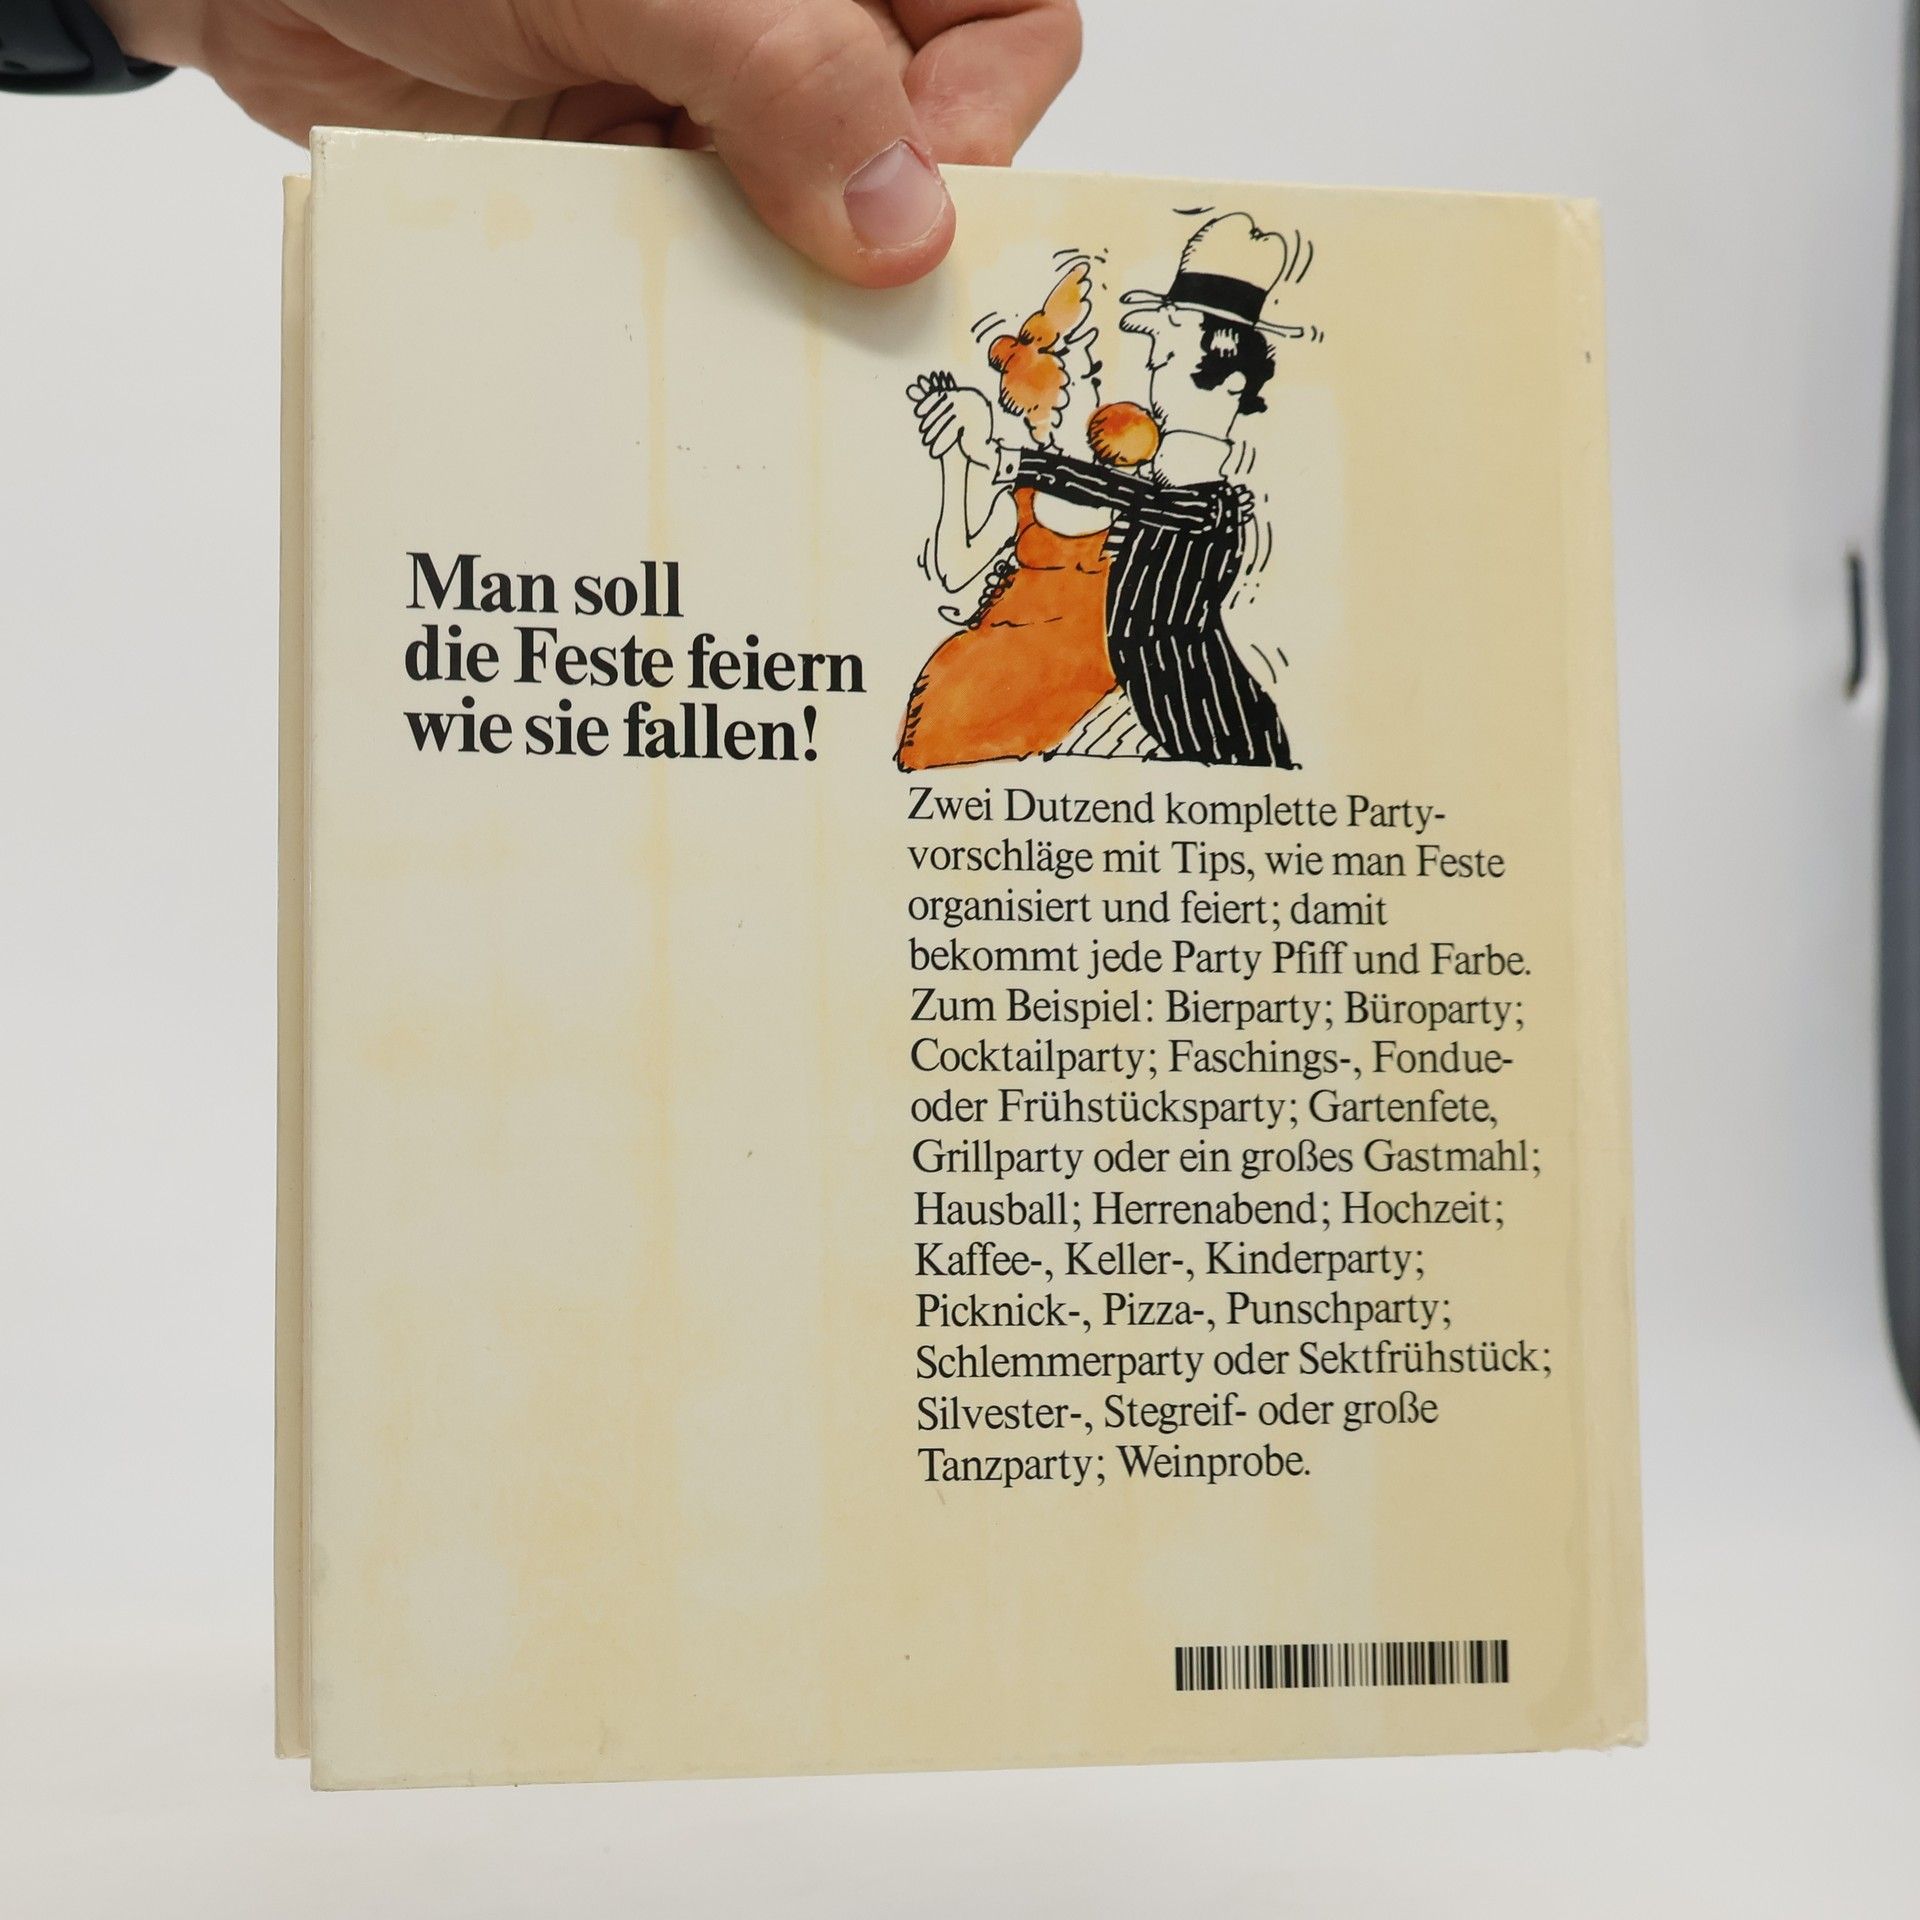 Man soll
die Feste feiern
wie sie fallen!
Zwei Dutzend komplette Party-
vorschläge mit Tips, wie man Feste
organisiert und feiert; damit
bekommt jede Party Pfiff und Farbe.
Zum Beispiel: Bierparty; Büroparty;
Cocktailparty; Faschings-, Fondue-
oder Frühstücksparty; Gartenfete,
Grillparty oder ein großes Gastmahl;
Hausball; Herrenabend; Hochzeit;
Kaffee-, Keller-, Kinderparty;
Picknick-, Pizza-, Punschparty;
Schlemmerparty oder Sektfrühstück;
Silvester-, Stegreif- oder große
Tanzparty; Weinprobe.